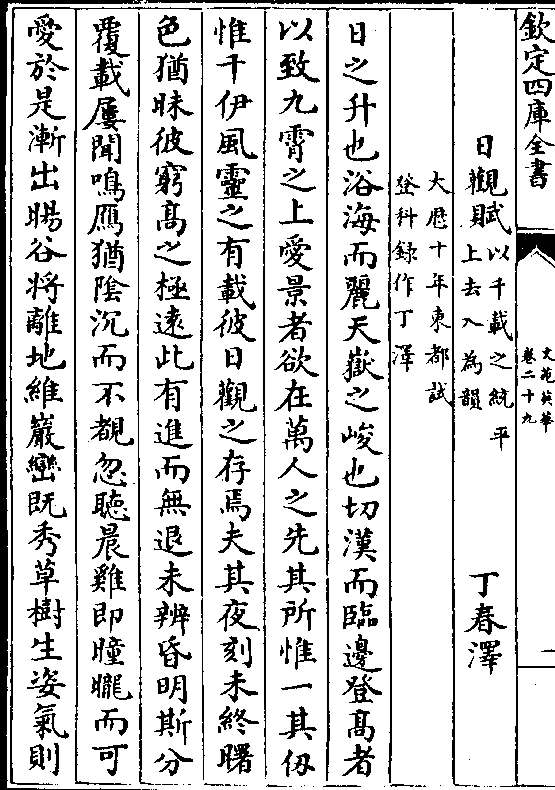 欽定四庫全書
文苑英華
卷二十九
一
日觀賦以千載之統平
上去入為韻
丁春澤
大歷十年東都試
登科録作丁澤
日之升也浴海而麗天嶽之峻也切漢而臨邊登髙者
以致九霄之上愛景者欲在萬人之先其所惟一其仭
惟千伊風靈之有載彼日觀之存焉夫其夜刻未終曙
色猶昧彼窮髙之極逺此有進而無退未辨昏明斯分
覆載屢聞鳴鴈猶陰沉而不覩忽聽晨雞即曈曨而可
愛於是漸出暘谷將離地維巖巒既秀草樹生姿氣則